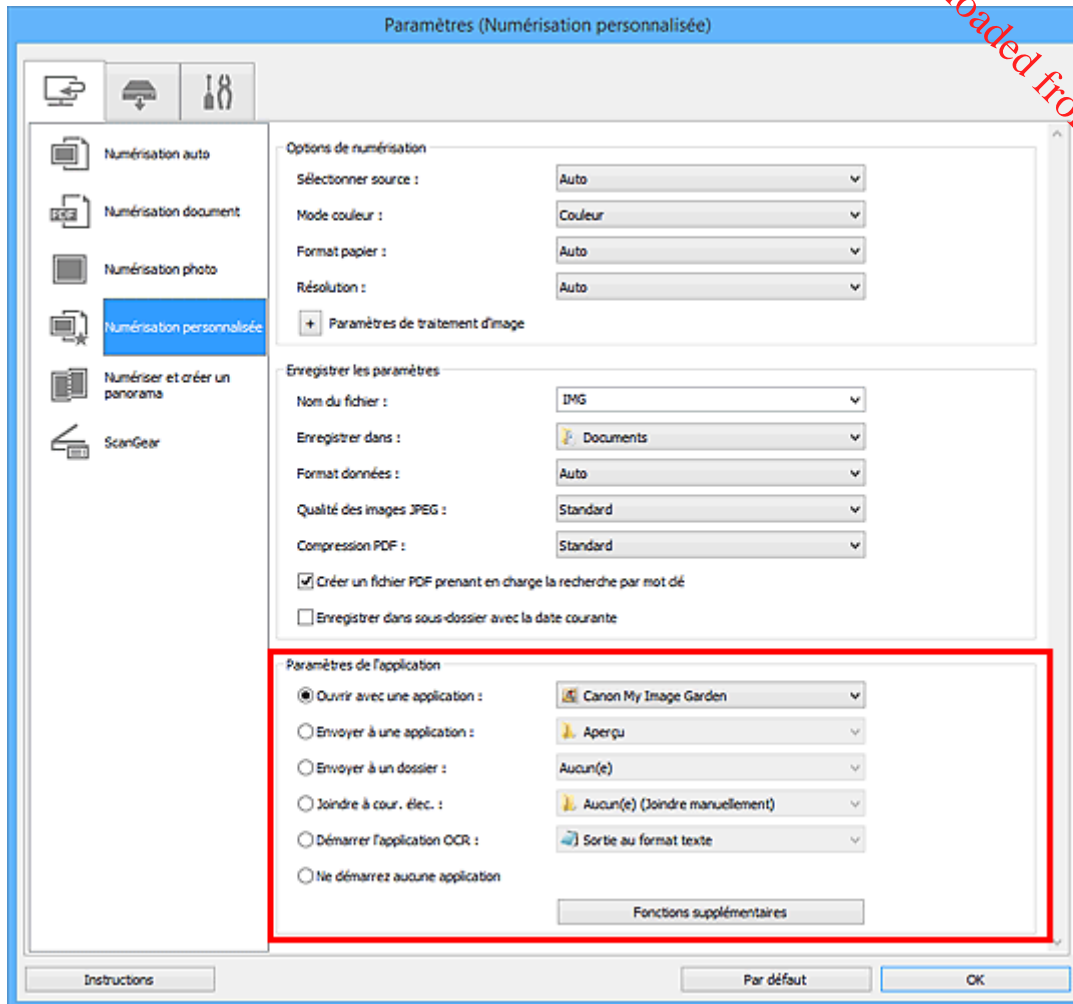 Paramètres (Numérisation personnalisée)
Numérisation auto
Numérisation document
Numérisation photo
Numérisation personnalisée
Numériser et créer un
panorama
ScanGear
Options de numérisation
Sélectionner source : Auto
Mode couleur : Couleur
Format papier : Auto
Résolution : Auto
+ Paramètres de traitement d'image
Enregistrer les paramètres
Nom du fichier : IMG
Enregistrer dans : Documents
Format données : Auto
Qualité des images JPEG : Standard
Compression PDF : Standard
Créer un fichier PDF prenant en charge la recherche par mot clé
Enregistrer dans sous-dossier avec la date courante
Paramètres de l'application
Ouvrir avec une application : Canon My Image Garden
Envoyer à une application : Aperçu
Envoyer à un dossier : Aucun(e)
Joindre à cour. élec. : Aucun(e) (Joindre manuellement)
Démarrer l'application OCR : Sortie au format texte
Ne démarrez aucune application
Fonctions supplémentaires
Instructions
Par défaut
OK